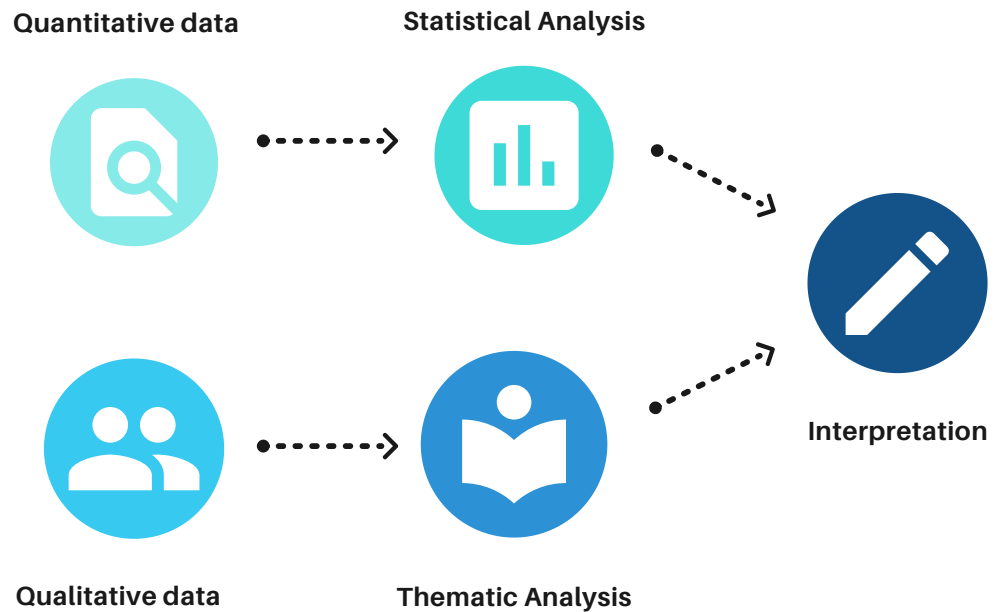 Quantitative data
Statistical Analysis
Interpretation
Qualitative data
Thematic Analysis